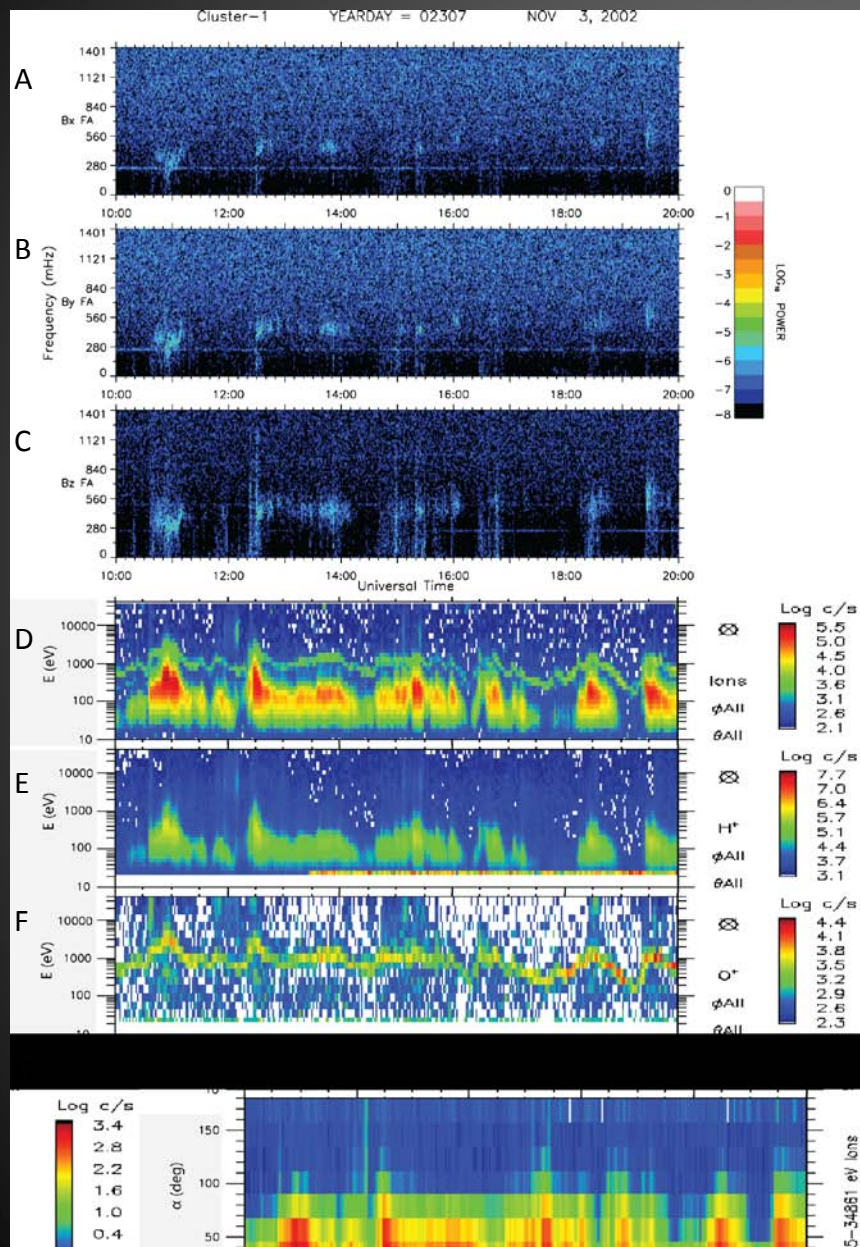 Cluster-1 YEARDAY = 02307 NOV 3, 2002
A
1401
1121
840
Bx FA
560
280
0
10:00 12:00 14:00 16:00 18:00 20:00
B
1401
1121
840
By FA
560
280
0
Frequency (mHz)
10:00 12:00 14:00 16:00 18:00 20:00
C
1401
1121
840
Bz FA
560
280
0
10:00 12:00 14:00 16:00 18:00 20:00
Universal Time
0
-1
-2
-3
-4
-5
-6
-7
-8
POWER
D
E (eV)
10000
1000
100
10
Ions
φAll
θAll
Log c/s
5.5
5.0
4.5
4.0
3.6
3.1
2.6
2.1
E
E (eV)
10000
1000
100
10
H+
φAll
θAll
Log c/s
7.7
7.0
6.4
5.7
5.1
4.4
3.7
3.1
F
E (eV)
10000
1000
100
10
O+
φAll
θAll
Log c/s
4.4
4.1
3.8
3.5
3.2
2.9
2.6
2.3
Log c/s
3.4
2.8
2.2
1.6
1.0
0.4
α (deg)
150
100
50
5-34861 eV Ions